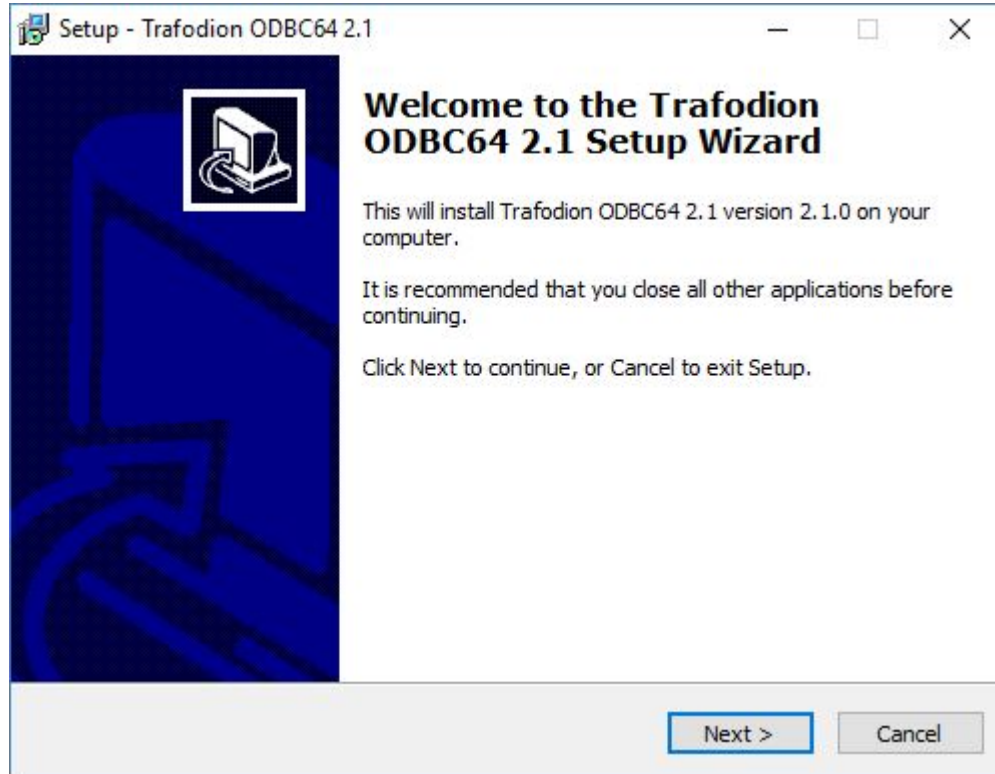 Setup - Trafodion ODBC64 2.1
Welcome to the Trafodion
ODBC64 2.1 Setup Wizard
This will install Trafodion ODBC64 2.1 version 2.1.0 on your
computer.
It is recommended that you close all other applications before
continuing.
Click Next to continue, or Cancel to exit Setup.
Next >
Cancel